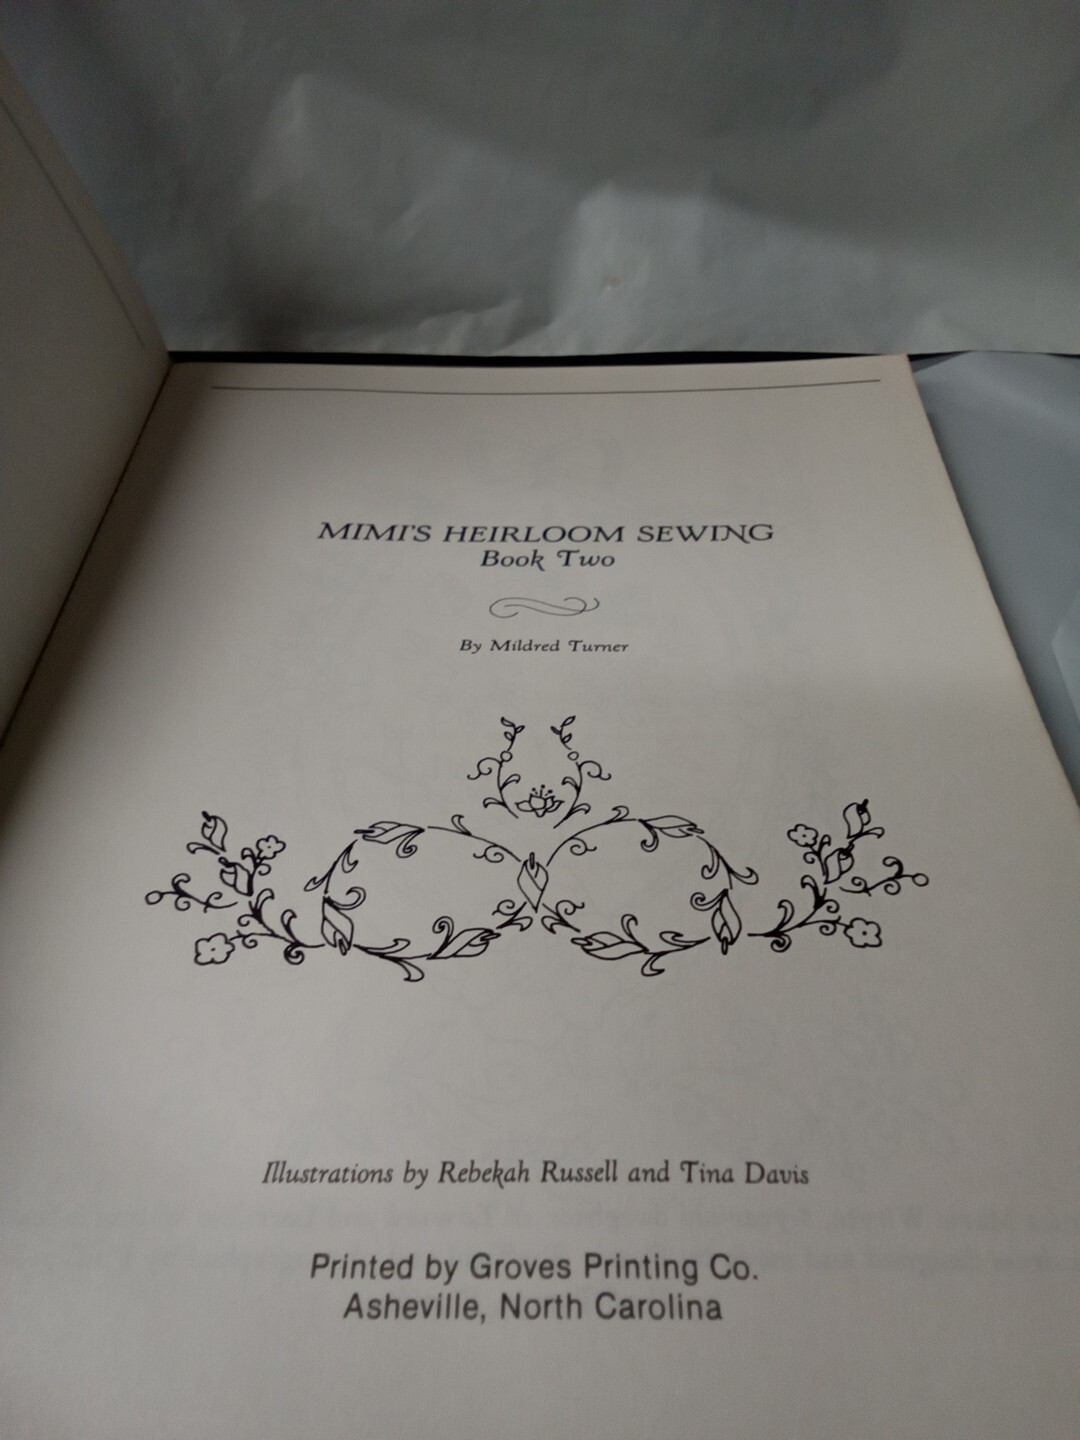 MIMI'S HEIRLOOM SEWING
Book Two
By Mildred Turner
Illustrations by Rebekah Russell and Tina Davis
Printed by Groves Printing Co.
Asheville, North Carolina